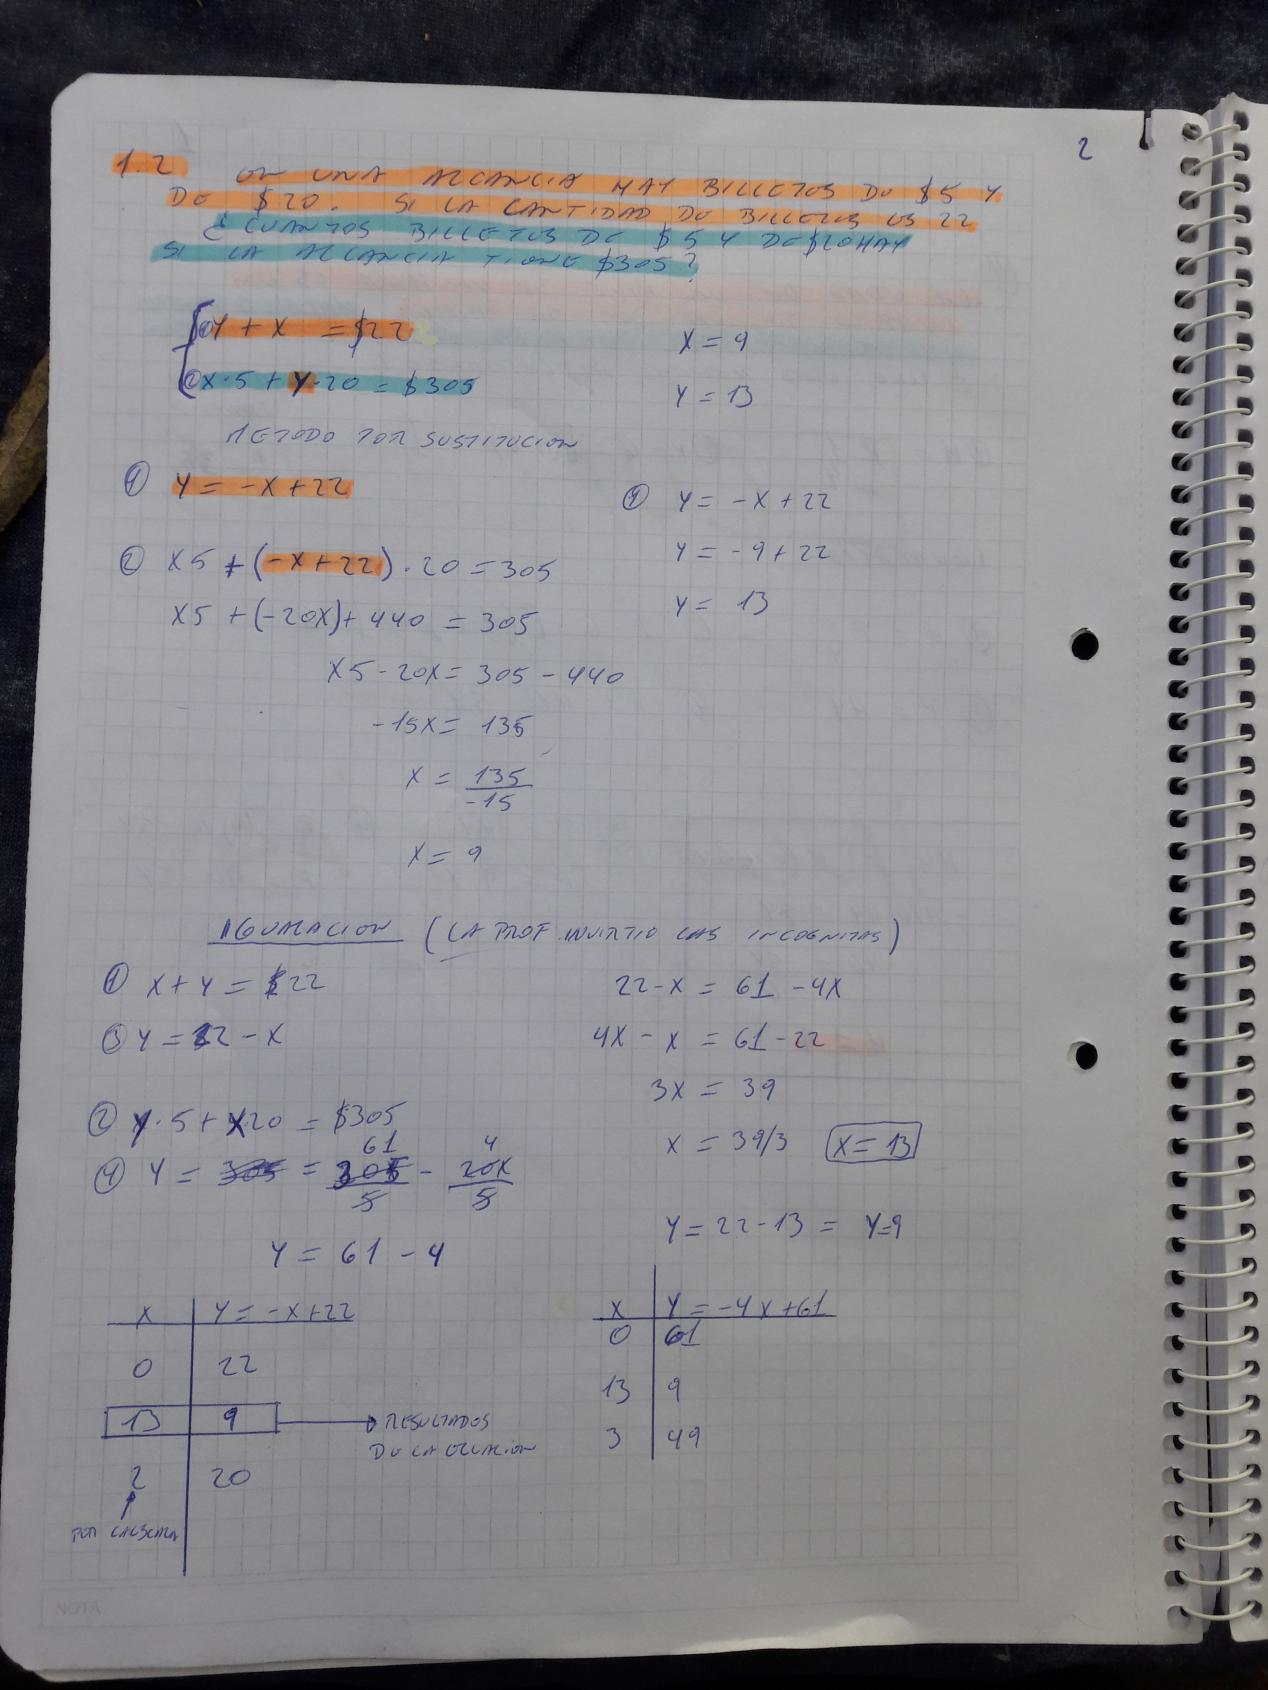 2
1.2 EN UNA ALCANCIA HAY BILLETES DE $5 Y
DE $20. SI LA CANTIDAD DE BILLETES ES 22
¿CUANTOS BILLETES DE $5 Y DE $20 HAY
SI LA ALCANCIA TIENE $305?
① Y + X = $22
② X·5 + Y·20 = $305
X = 9
Y = 13
METODO POR SUSTITUCION
① Y = -X+22
② X5 + (-X+22)·20 = 305
X5 + (-20X) + 440 = 305
X5 - 20X = 305 - 440
-15X = 135
X = 135/-15
X = 9
① Y = -X + 22
Y = -9+22
Y = 13
IGUALACION (LA PROF INVIRTIO LAS INCOGNITAS)
① X + Y = $22
③ Y = 22 - X
② Y·5 + X20 = $305
④ Y = 305 = 305/5 - 20X/5
61 4
Y = 61 - 4
22-X = 61 - 4X
4X - X = 61 - 22
3X = 39
X = 39/3 X = 13
Y = 22-13 = Y=9
X Y = -X+22
0 22
13 9 → RESULTADOS
DE LA ECUACION
2 20
X Y = -4X+61
0 61
13 9
3 49